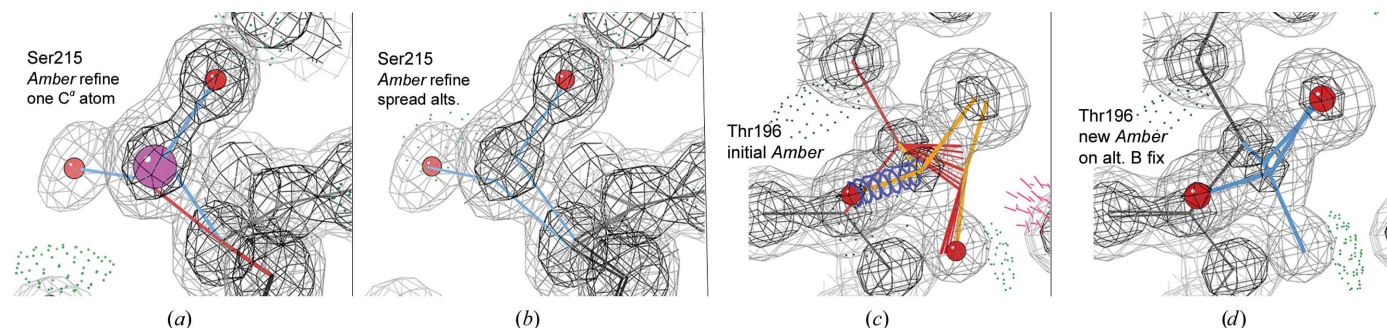 Ser215
Amber refine
one Cα atom
Ser215
Amber refine
spread alts.
Thr196
initial Amber
Thr196
new Amber
on alt. B fix
(a)
(b)
(c)
(d)